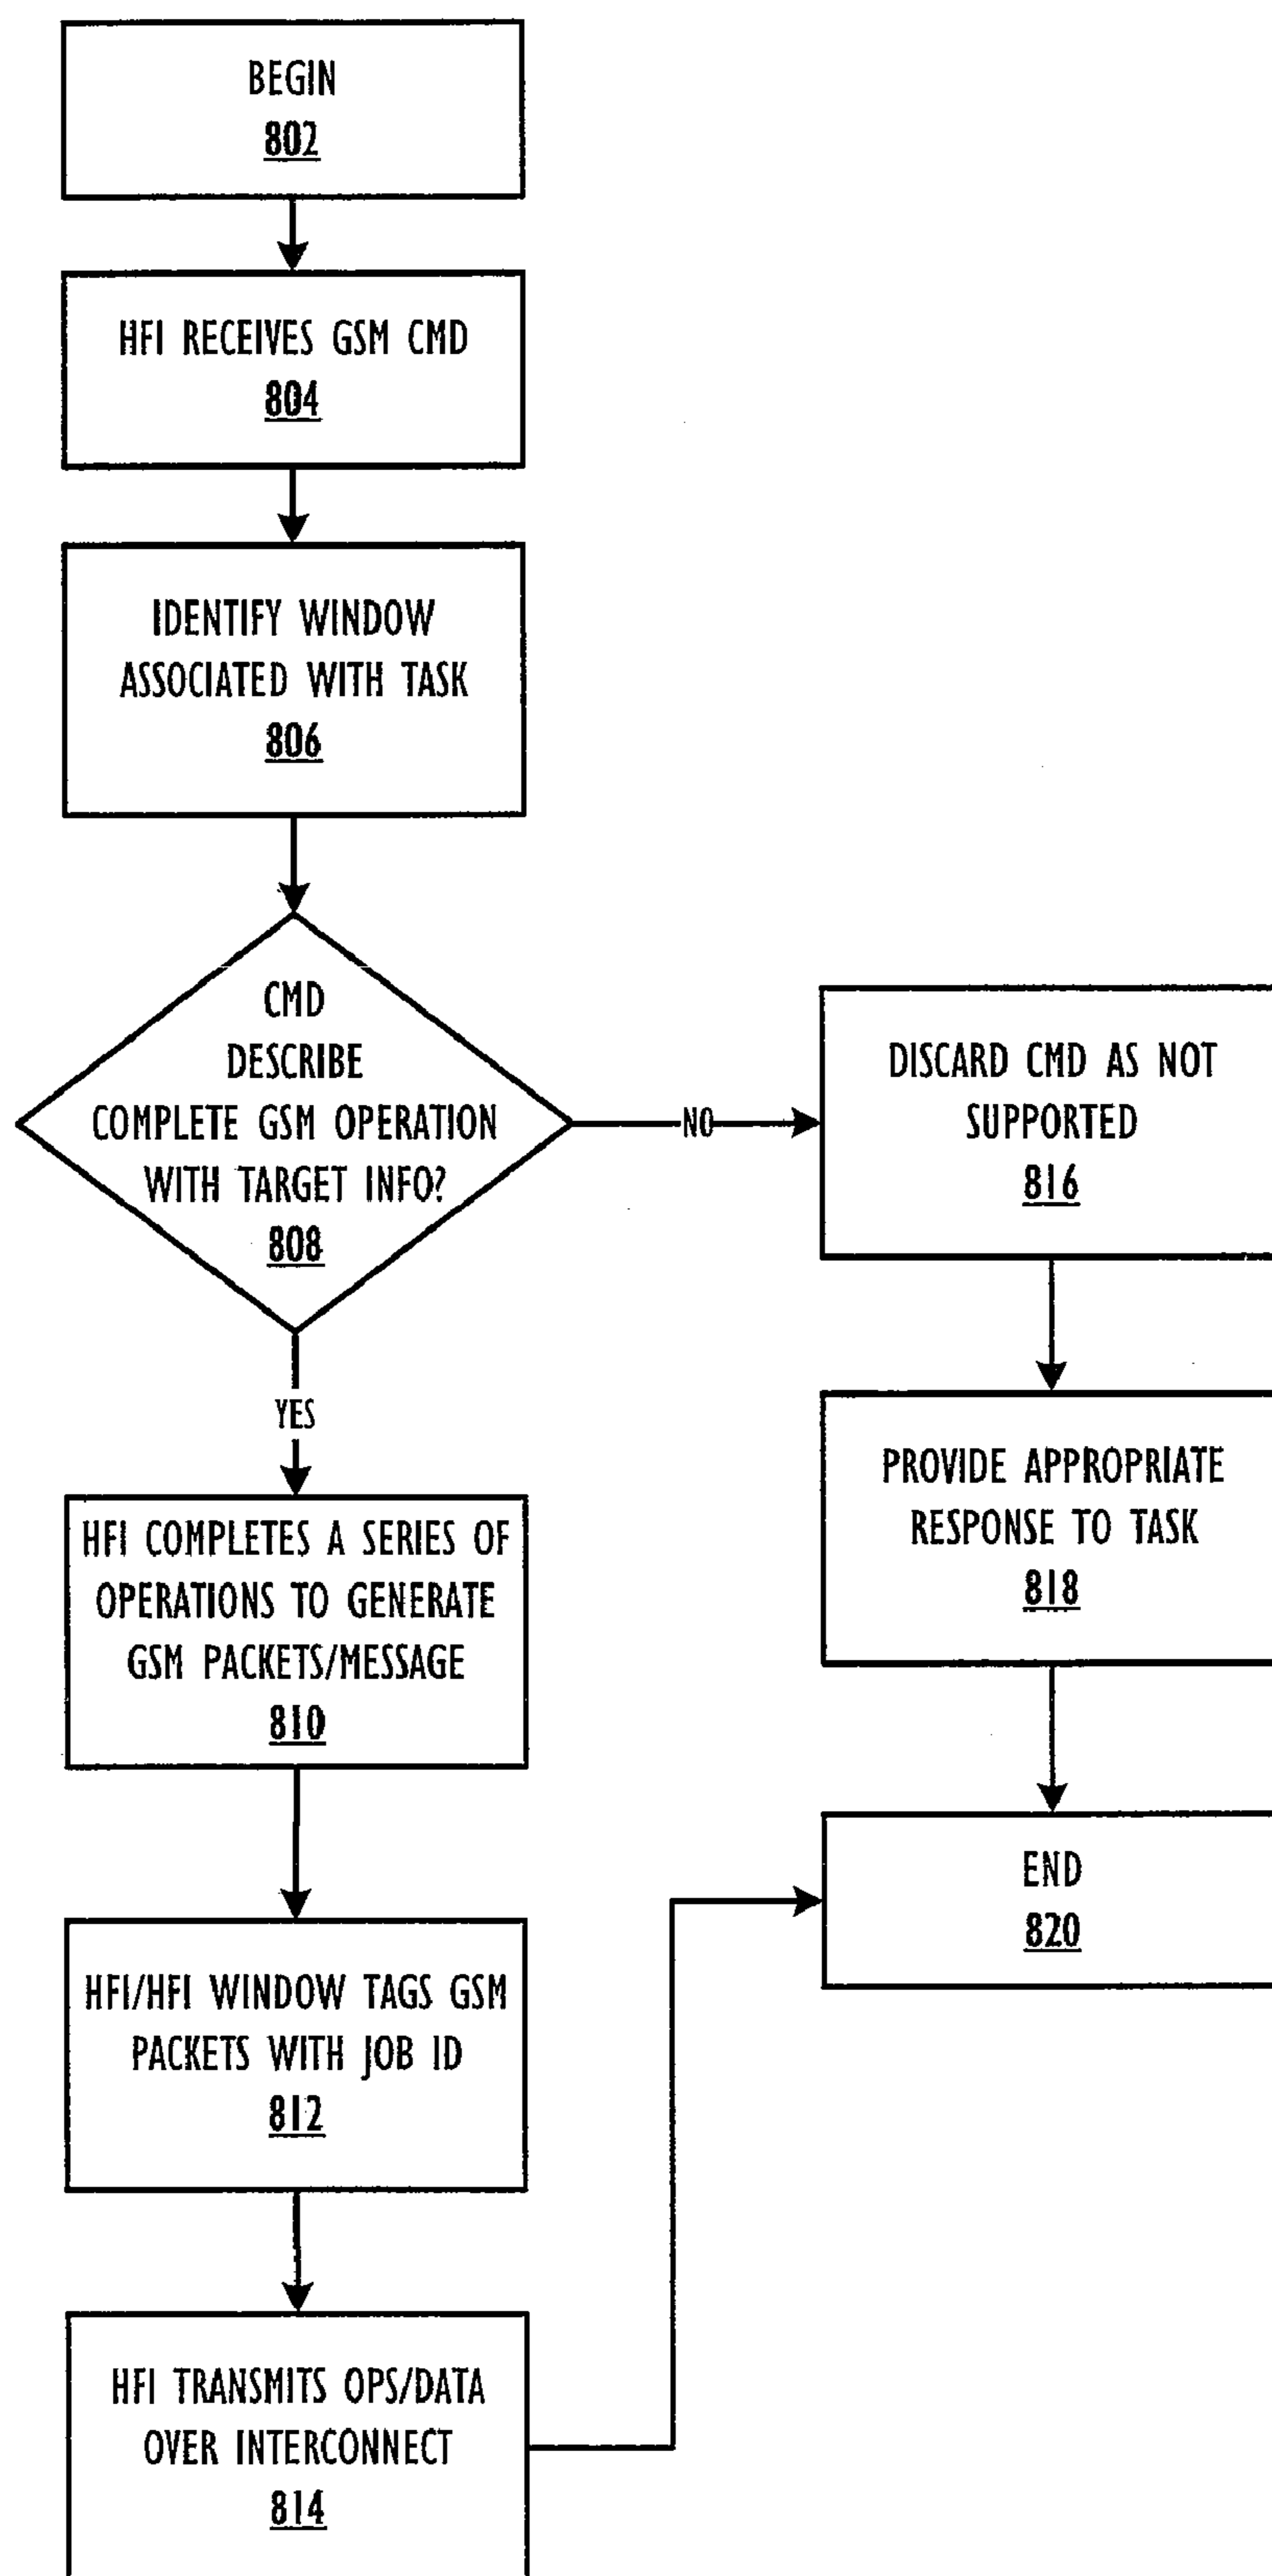 BEGIN
802
HFI RECEIVES GSM CMD
804
IDENTIFY WINDOW
ASSOCIATED WITH TASK
806
CMD
DESCRIBE
COMPLETE GSM OPERATION
WITH TARGET INFO?
808
NO
YES
DISCARD CMD AS NOT
SUPPORTED
816
PROVIDE APPROPRIATE
RESPONSE TO TASK
818
END
820
HFI COMPLETES A SERIES OF
OPERATIONS TO GENERATE
GSM PACKETS/MESSAGE
810
HFI/HFI WINDOW TAGS GSM
PACKETS WITH JOB ID
812
HFI TRANSMITS OPS/DATA
OVER INTERCONNECT
814